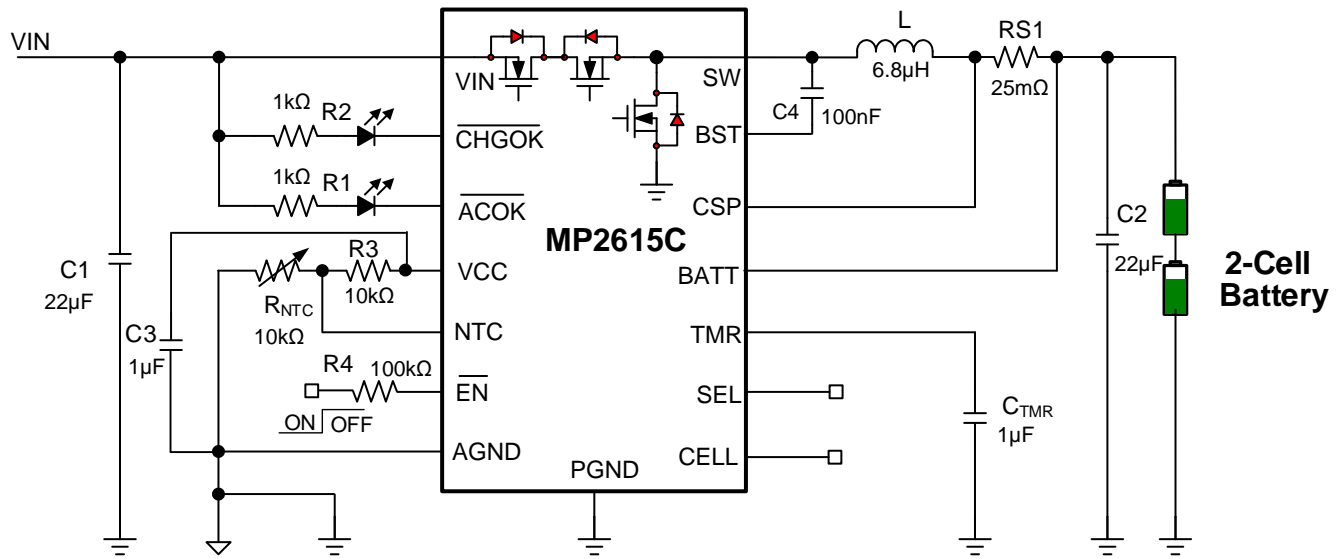 VIN
L
6.8µH
RS1
25mΩ
VIN
SW
C4
100nF
1kΩ
R2
CHGOK
BST
1kΩ
R1
ACOK
CSP
MP2615C
R3
10kΩ
VCC
BATT
C1
22µF
C2
22µF
2-Cell
Battery
RNTC
10kΩ
C3
1µF
NTC
TMR
R4
100kΩ
EN
SEL
ON OFF
CTMR
1µF
AGND
CELL
PGND